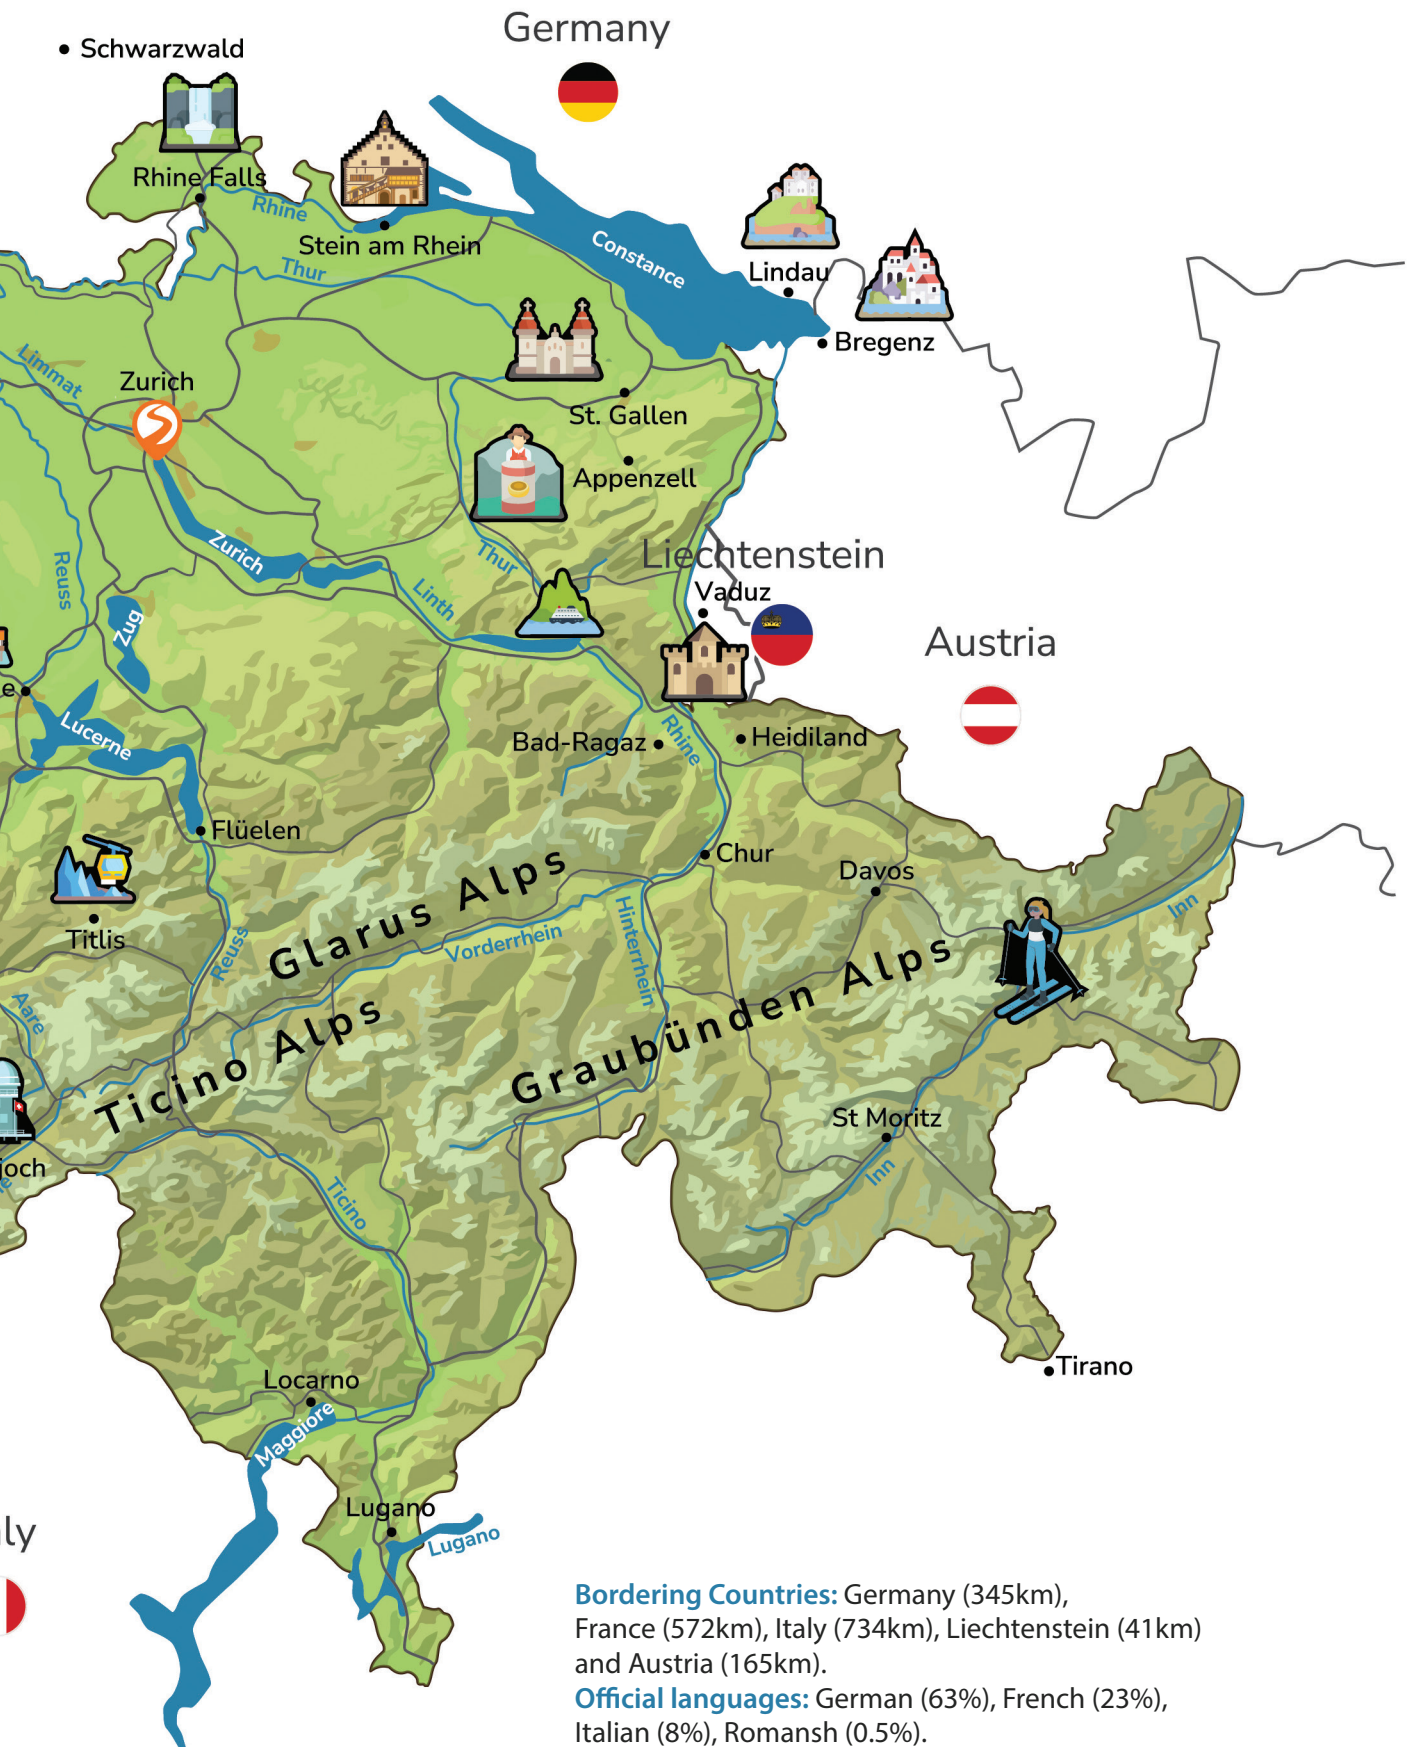 Germany
Schwarzwald
Rhine Falls
Rhine
Stein am Rhein
Constance
Lindau
Thur
Bregenz
Limmat
Zurich
St. Gallen
Appenzell
Zurich
Thur
Liechtenstein
Reuss
Linth
Vaduz
Zug
Austria
e
Lucerne
Bad-Ragaz
Rhine
Heidiland
Flüelen
Chur
Davos
Glarus Alps
Titlis
Reuss
Vorderrhein
Hinterrhein
Inn
Graubünden Alps
Aare
Ticino Alps
St Moritz
joch
Inn
Ticino
Tirano
Locarno
Maggiore
Lugano
Lugano
ly
Bordering Countries: Germany (345km),
France (572km), Italy (734km), Liechtenstein (41km)
and Austria (165km).
Official languages: German (63%), French (23%),
Italian (8%), Romansh (0.5%).